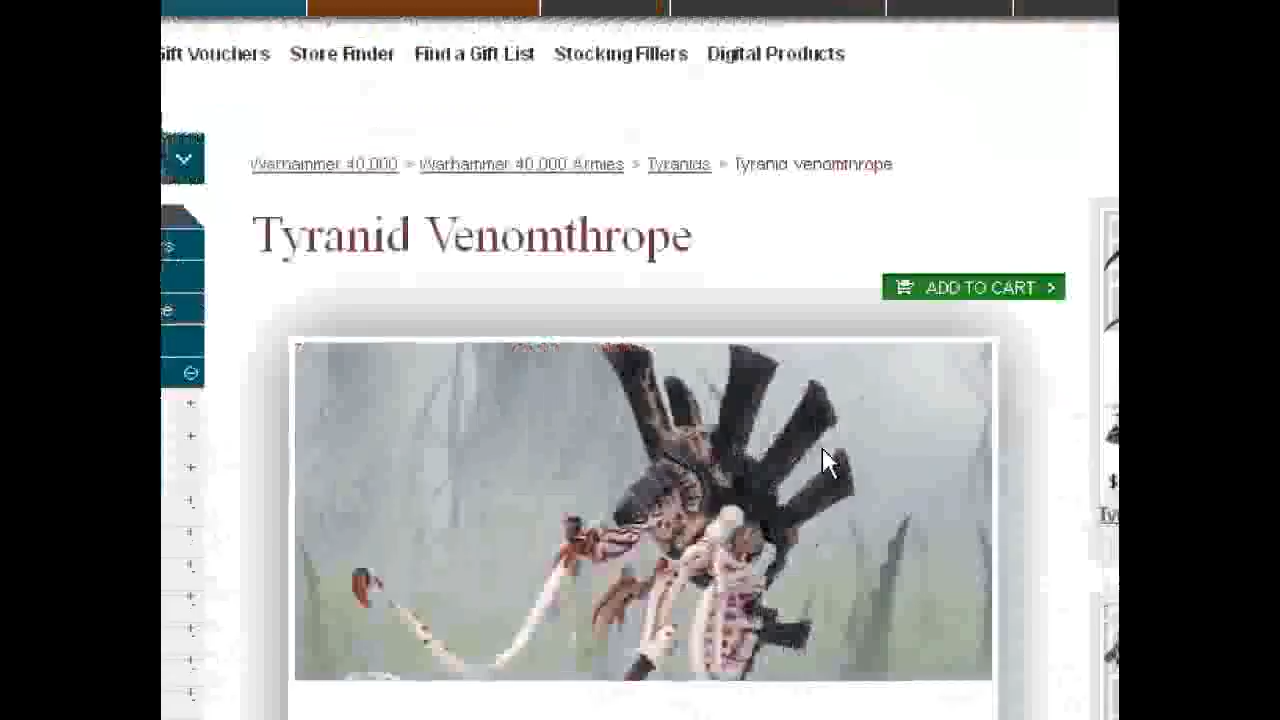 Gift Vouchers Store Finder Find a Gift List Stocking Fillers Digital Products
Warhammer 40,000 > Warhammer 40,000 Armies > Tyranids > Tyranid Venomthrope
Tyranid Venomthrope
ADD TO CART >
s
e
$
Ty